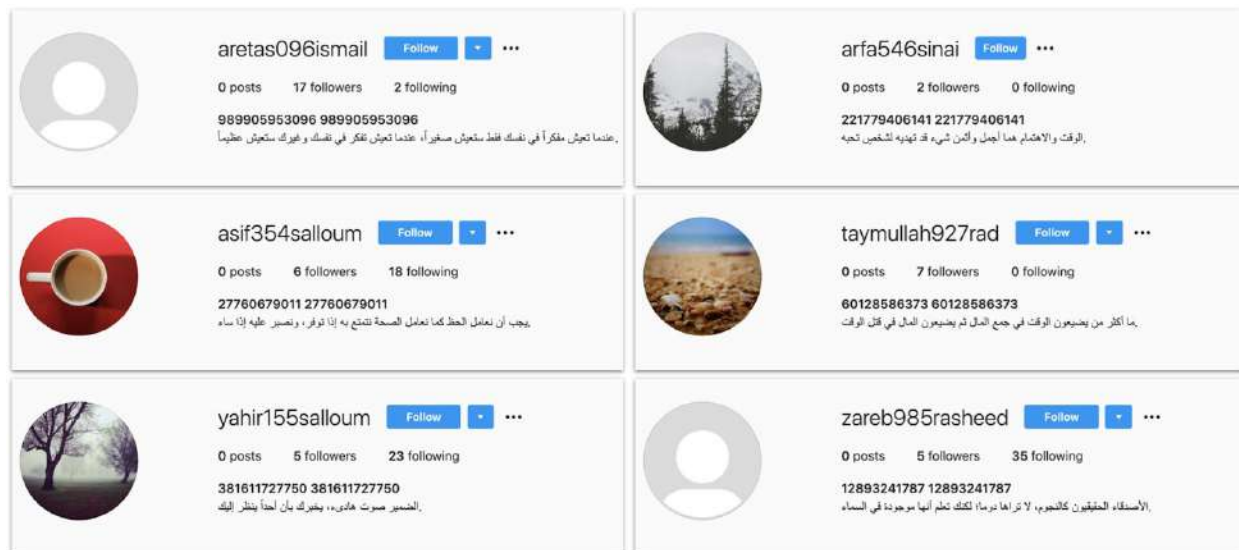 aretas096ismail Follow
0 posts 17 followers 2 following
989905953096 989905953096
عندما تعيش مفكراً في نفسك فقط ستعيش صغيراً، عندما تعيش تفكر في نفسك وغيرك ستعيش عظيماً.
arfa546sinai Follow
0 posts 2 followers 0 following
221779406141 221779406141
الوقت والاهتمام هما أجمل وأثمن شيء قد تهديه لشخص تحبه.
asif354salloum Follow
0 posts 6 followers 18 following
27760679011 27760679011
يجب أن نعامل الحظ كما نعامل الصحة نتمتع به إذا توفر، ونصبر عليه إذا ساء.
taymullah927rad Follow
0 posts 7 followers 0 following
60128586373 60128586373
ما أكثر من يضيعون الوقت في جمع المال ثم يضيعون المال في قتل الوقت.
yahir155salloum Follow
0 posts 5 followers 23 following
381611727750 381611727750
الضمير صوت هادىء، يخبرك بأن أحداً ينظر إليك.
zareb985rasheed Follow
0 posts 5 followers 35 following
12893241787 12893241787
الأصدقاء الحقيقيون كالنجوم، لا تراها دوما؛ لكنك تعلم أنها موجودة في السماء.